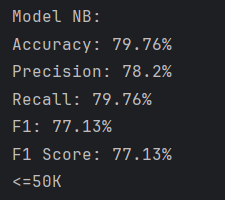 Model NB:
Accuracy: 79.76%
Precision: 78.2%
Recall: 79.76%
F1: 77.13%
F1 Score: 77.13%
<=50K